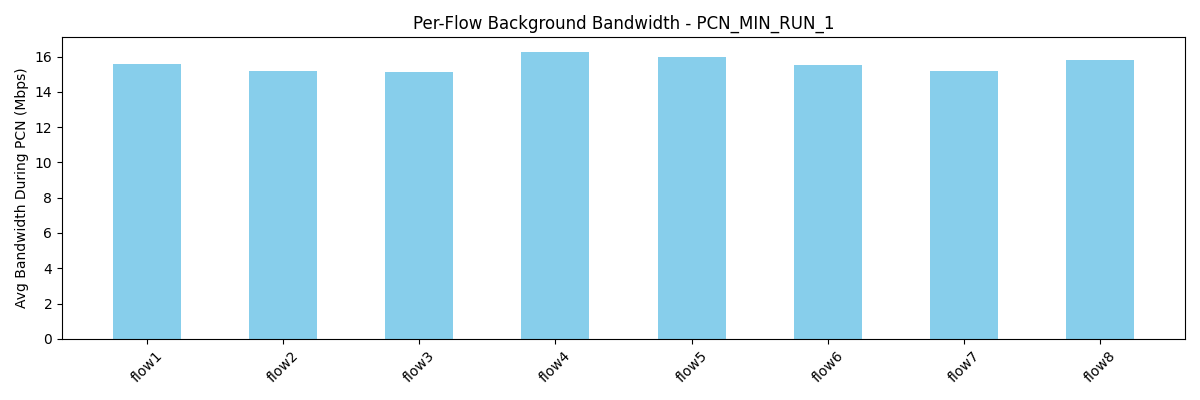 Per-Flow Background Bandwidth - PCN_MIN_RUN_1
Avg Bandwidth During PCN (Mbps)
16
14
12
10
8
6
4
2
0
flow1
flow2
flow3
flow4
flow5
flow6
flow7
flow8